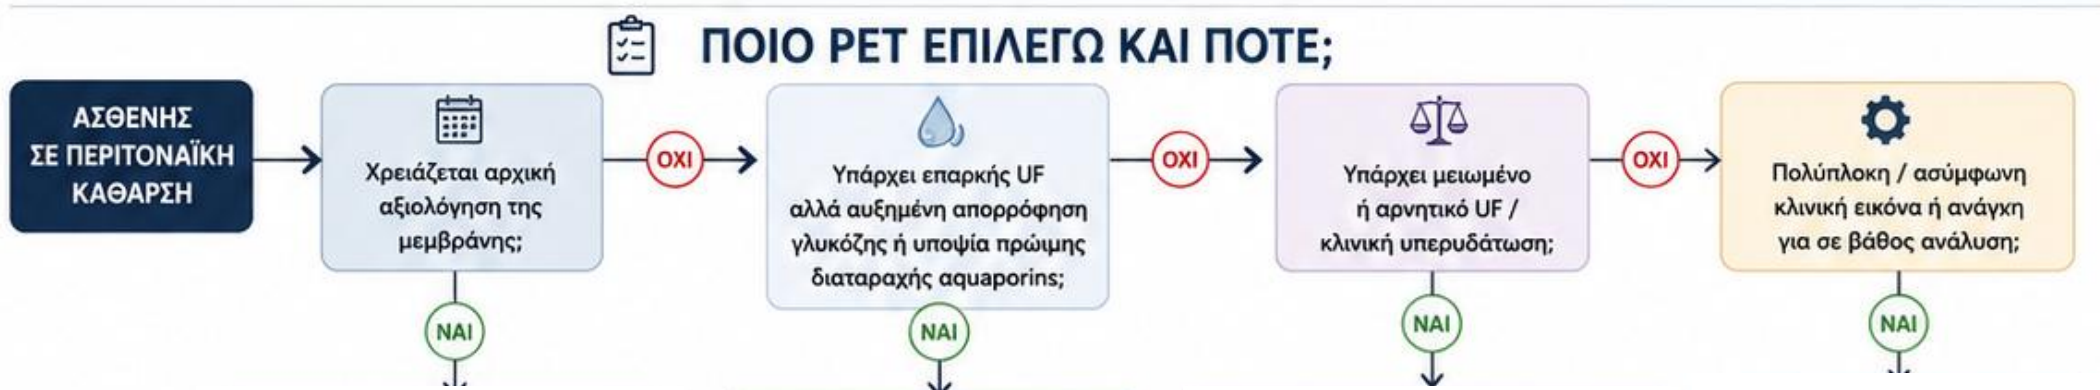 ΠΟΙΟ PET ΕΠΙΛΕΓΩ ΚΑΙ ΠΟΤΕ;
ΑΣΘΕΝΗΣ
ΣΕ ΠΕΡΙΤΟΝΑΪΚΗ
ΚΑΘΑΡΣΗ
Χρειάζεται αρχική
αξιολόγηση της
μεμβράνης;
ΟΧΙ
Υπάρχει επαρκής UF
αλλά αυξημένη απορρόφηση
γλυκόζης ή υποψία πρώιμης
διαταραχής aquaporins;
ΟΧΙ
Υπάρχει μειωμένο
ή αρνητικό UF /
κλινική υπερυδάτωση;
ΟΧΙ
Πολύπλοκη / ασύμφωνη
κλινική εικόνα ή ανάγχη
για σε βάθος ανάλυση;
ΝΑΙ
ΝΑΙ
ΝΑΙ
ΝΑΙ